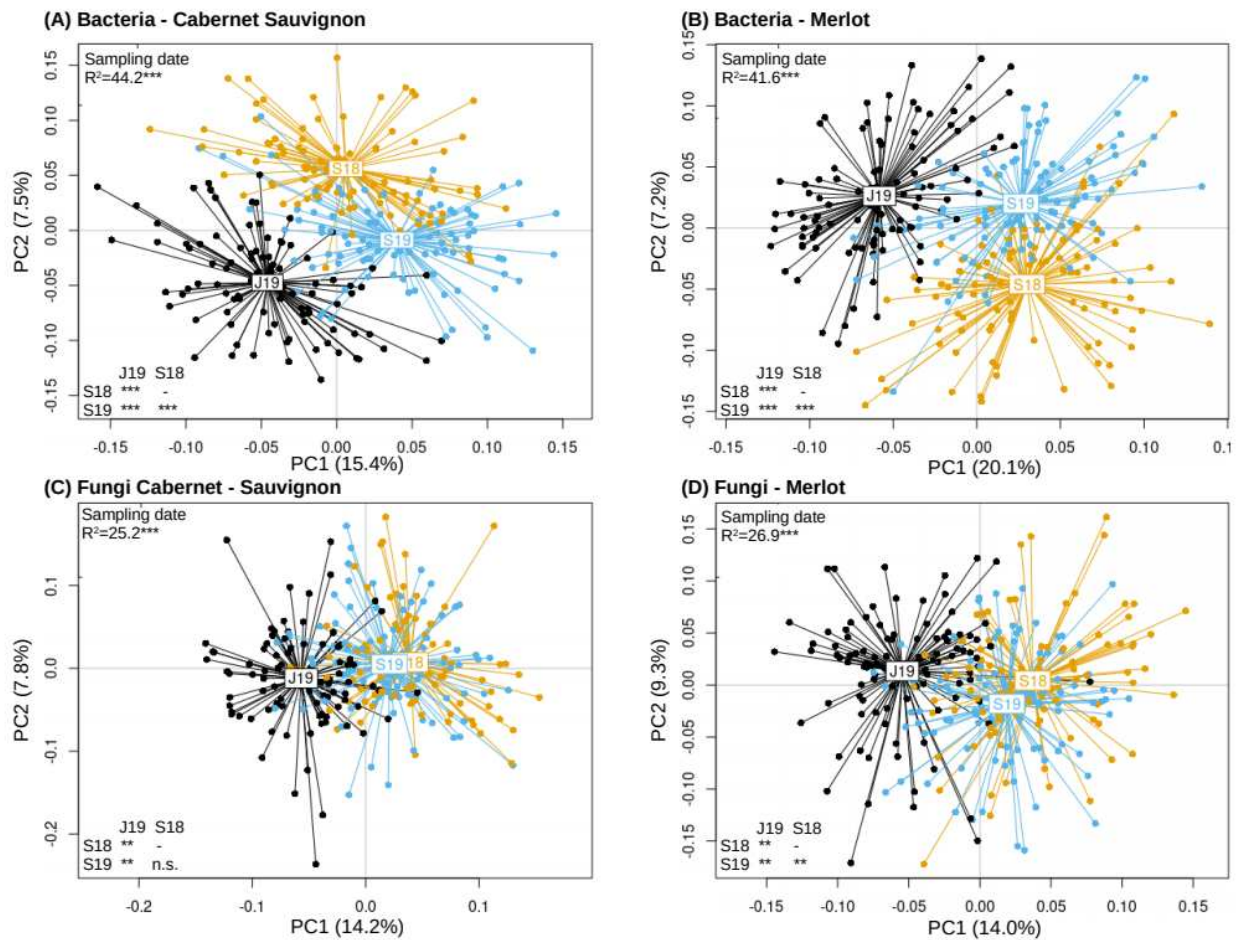 (A) Bacteria - Cabernet Sauvignon
Sampling date
R²=44.2***
S18
S19
J19
J19 S18
S18 *** -
S19 *** ***
PC2 (7.5%)
0.15
0.10
0.05
0.00
-0.05
-0.10
-0.15
-0.15 -0.10 -0.05 0.00 0.05 0.10 0.15
PC1 (15.4%)
(B) Bacteria - Merlot
Sampling date
R²=41.6***
J19
S19
S18
J19 S18
S18 *** -
S19 *** ***
PC2 (7.2%)
0.15
0.10
0.05
0.00
-0.05
-0.10
-0.15
-0.15 -0.10 -0.05 0.00 0.05 0.10 0.1
PC1 (20.1%)
(C) Fungi Cabernet - Sauvignon
Sampling date
R²=25.2***
S19 18
J19
J19 S18
S18 ** -
S19 ** n.s.
PC2 (7.8%)
0.1
0.0
-0.1
-0.2
-0.2 -0.1 0.0 0.1
PC1 (14.2%)
(D) Fungi - Merlot
Sampling date
R²=26.9***
J19
S18
S19
J19 S18
S18 ** -
S19 ** **
PC2 (9.3%)
0.15
0.10
0.05
0.00
-0.05
-0.10
-0.15
-0.15 -0.10 -0.05 0.00 0.05 0.10 0.15
PC1 (14.0%)